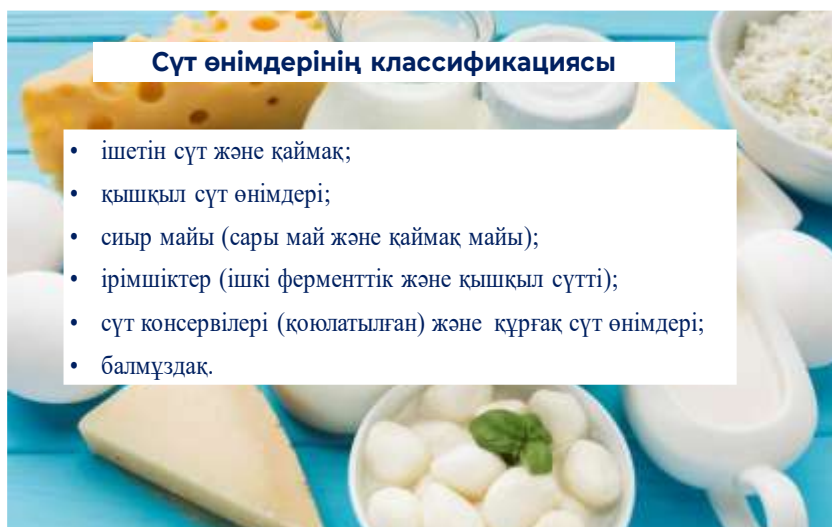 Сүт өнімдерінің классификациясы
• ішетін сүт және қаймақ;
• қышқыл сүт өнімдері;
• сиыр майы (сары май және қаймақ майы);
• ірімшіктер (ішкі ферменттік және қышқыл сүтті);
• сүт консервілері (қоюлатылған) және құрғақ сүт өнімдері;
• балмұздақ.